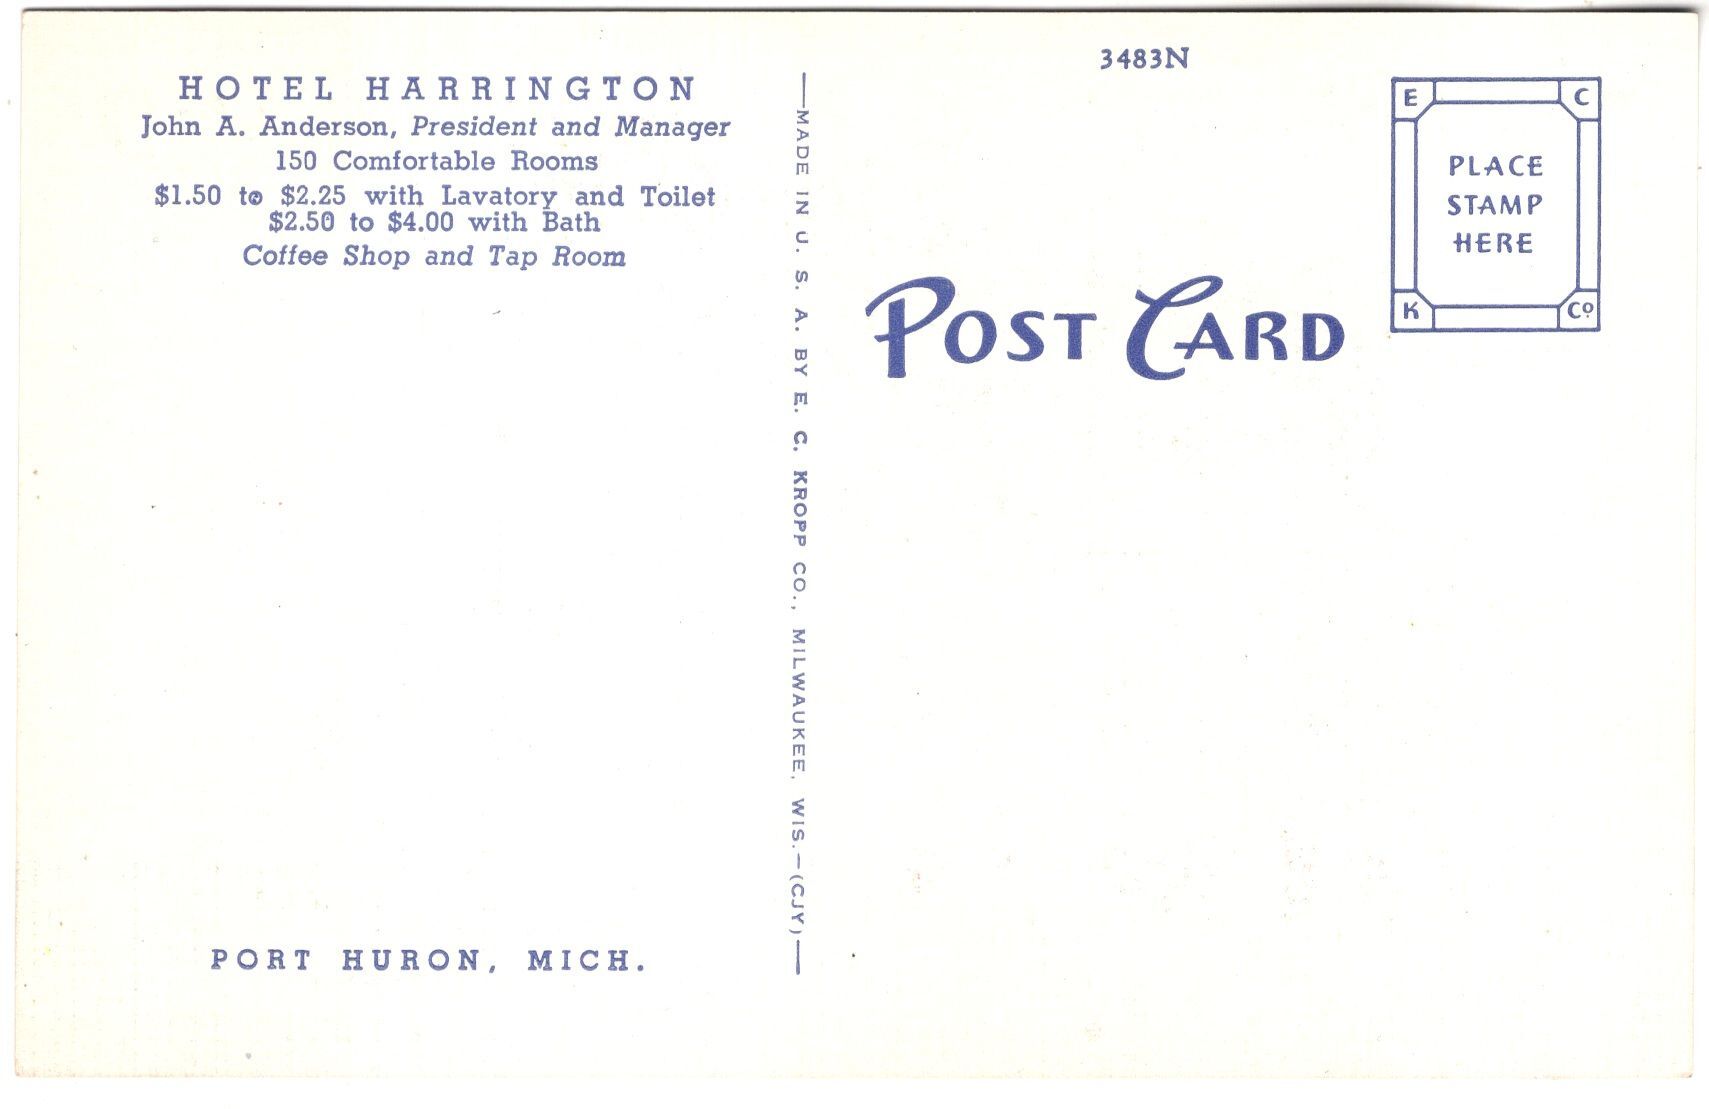 HOTEL HARRINGTON
John A. Anderson, President and Manager
150 Comfortable Rooms
$1.50 to $2.25 with Lavatory and Toilet
$2.50 to $4.00 with Bath
Coffee Shop and Tap Room
PORT HURON, MICH.
—MADE IN U. S. A. BY E. C. KROPP CO., MILWAUKEE, WIS.—(CJY)—
3483N
POST CARD
E C
PLACE
STAMP
HERE
K Cº